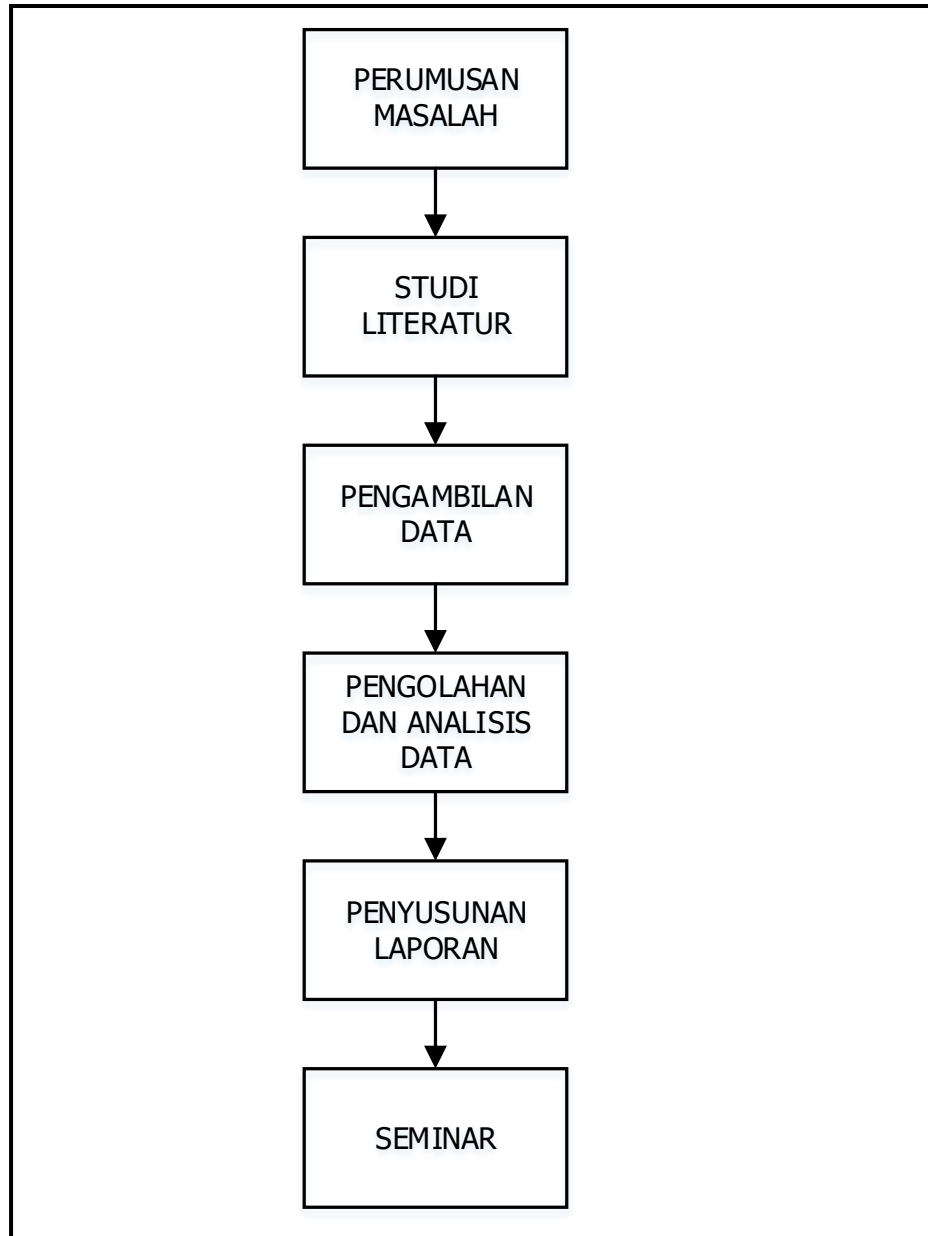 PERUMUSAN
MASALAH
STUDI
LITERATUR
PENGAMBILAN
DATA
PENGOLAHAN
DAN ANALISIS
DATA
PENYUSUNAN
LAPORAN
SEMINAR